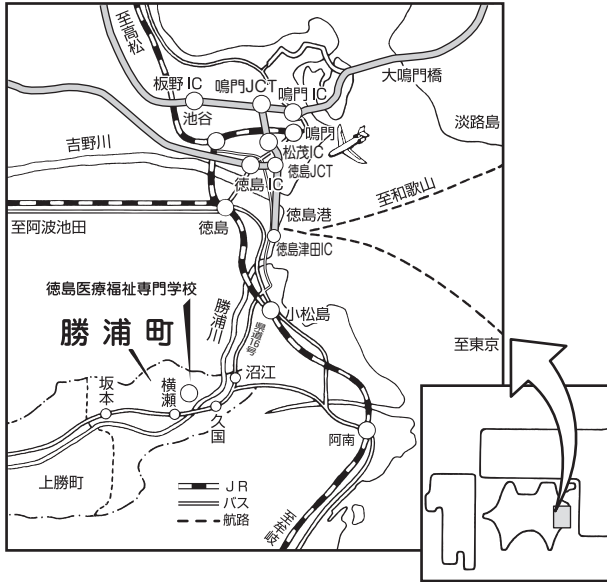 至高松
板野IC
鳴門JCT
鳴門IC
大鳴門橋
池谷
鳴門
淡路島
吉野川
松茂IC
徳島IC
徳島JCT
至和歌山
徳島港
徳島
至阿波池田
徳島津田IC
徳島医療福祉専門学校
勝浦川
小松島
勝浦町
県道16号
至東京
沼江
坂本
横瀬
久国
阿南
上勝町
JR
バス
航路
至牟岐